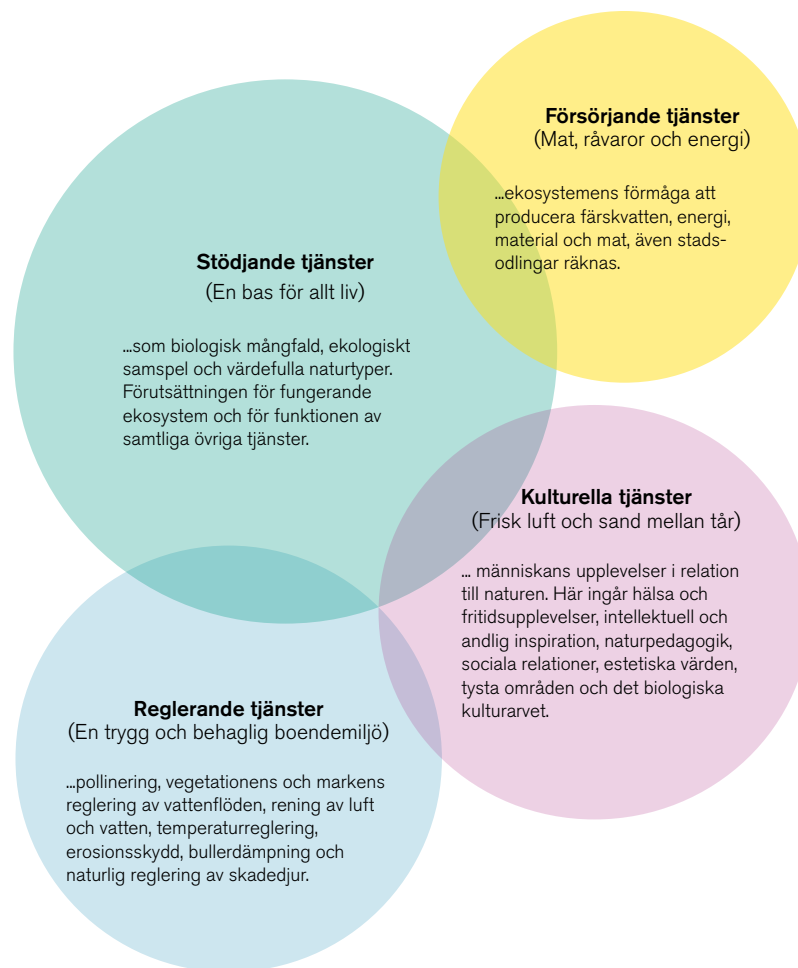 Försörjande tjänster
(Mat, råvaror och energi)
...ekosystemens förmåga att
producera färskvatten, energi,
material och mat, även stads-
odlingar räknas.
Stödjande tjänster
(En bas för allt liv)
...som biologisk mångfald, ekologiskt
samspel och värdefulla naturtyper.
Förutsättningen för fungerande
ekosystem och för funktionen av
samtliga övriga tjänster.
Kulturella tjänster
(Frisk luft och sand mellan tår)
... människans upplevelser i relation
till naturen. Här ingår hälsa och
fritidsupplevelser, intellektuell och
andlig inspiration, naturpedagogik,
sociala relationer, estetiska värden,
tysta områden och det biologiska
kulturarvet.
Reglerande tjänster
(En trygg och behaglig boendemiljö)
...pollinering, vegetationens och markens
reglering av vattenflöden, rening av luft
och vatten, temperaturreglering,
erosionsskydd, bullerdämpning och
naturlig reglering av skadedjur.